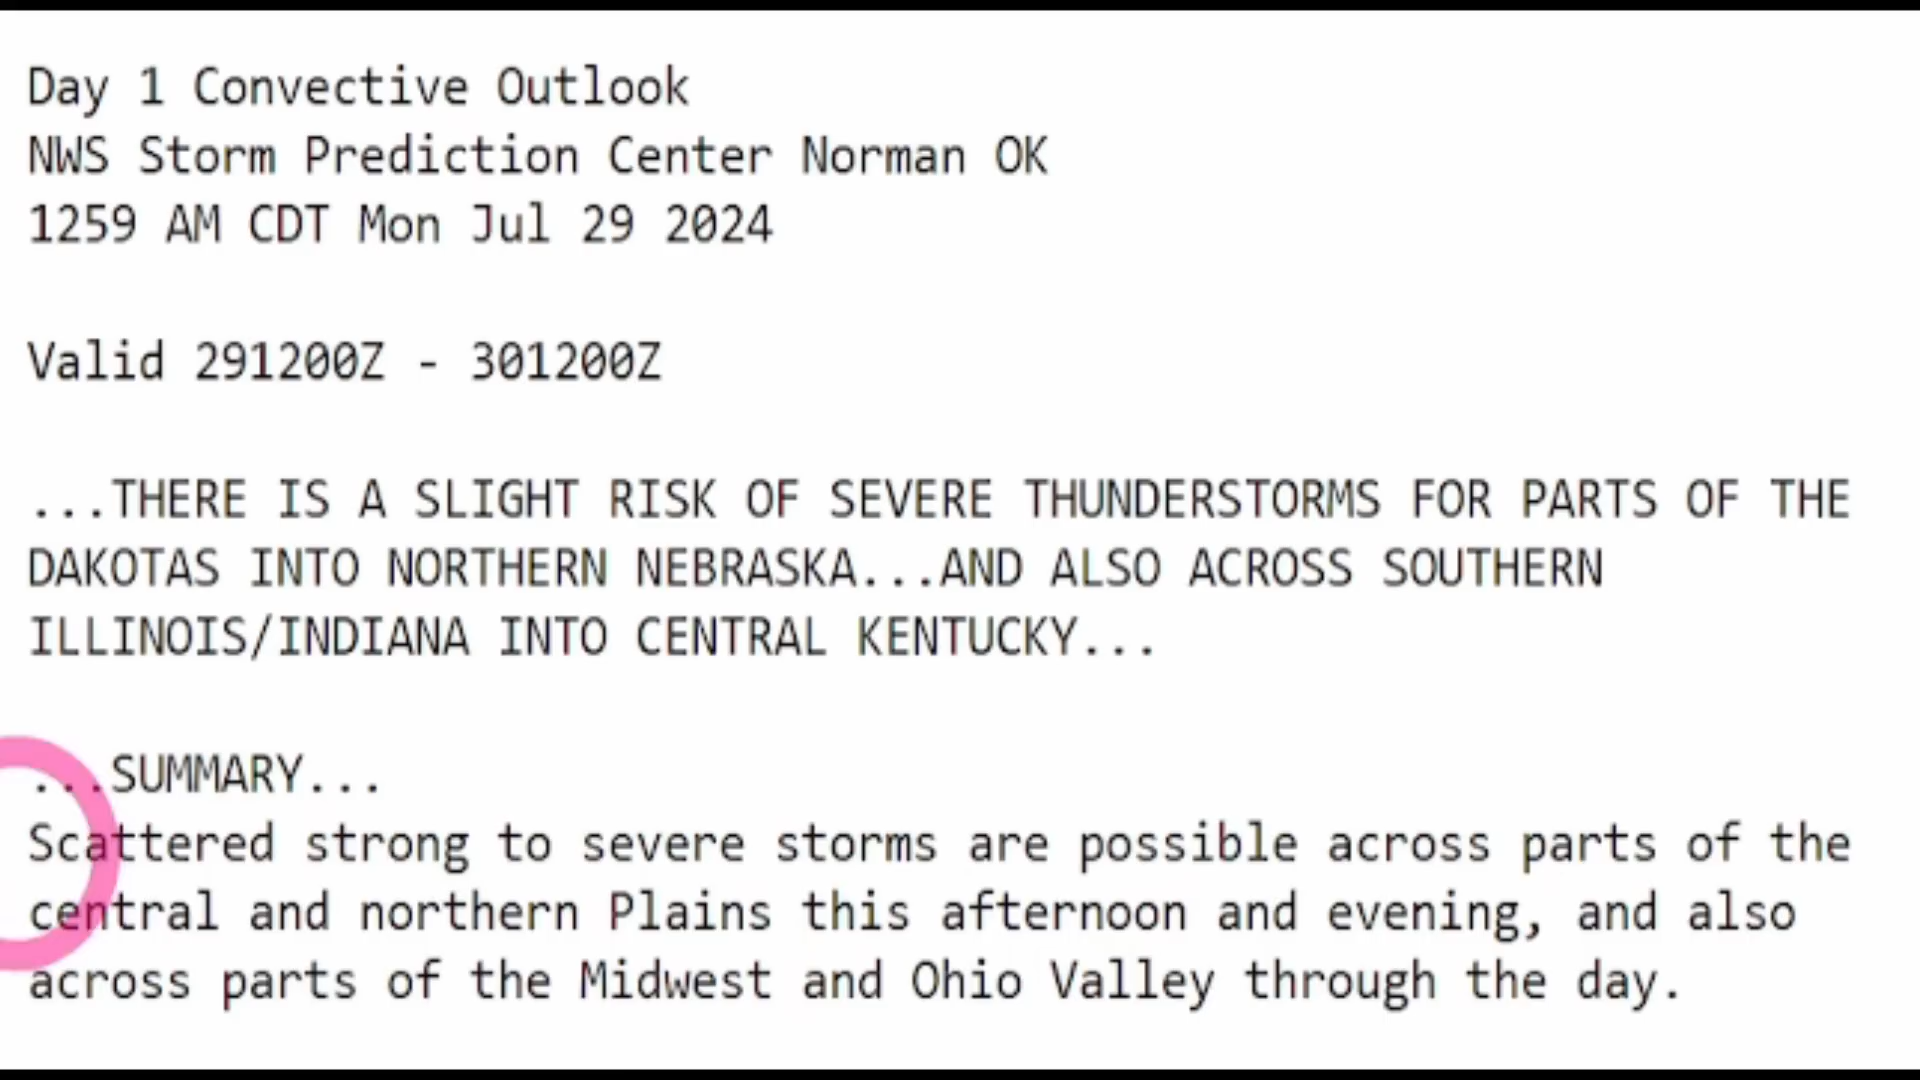 Day 1 Convective Outlook
NWS Storm Prediction Center Norman OK
1259 AM CDT Mon Jul 29 2024
Valid 291200Z - 301200Z
...THERE IS A SLIGHT RISK OF SEVERE THUNDERSTORMS FOR PARTS OF THE
DAKOTAS INTO NORTHERN NEBRASKA...AND ALSO ACROSS SOUTHERN
ILLINOIS/INDIANA INTO CENTRAL KENTUCKY...
...SUMMARY...
Scattered strong to severe storms are possible across parts of the
central and northern Plains this afternoon and evening, and also
across parts of the Midwest and Ohio Valley through the day.